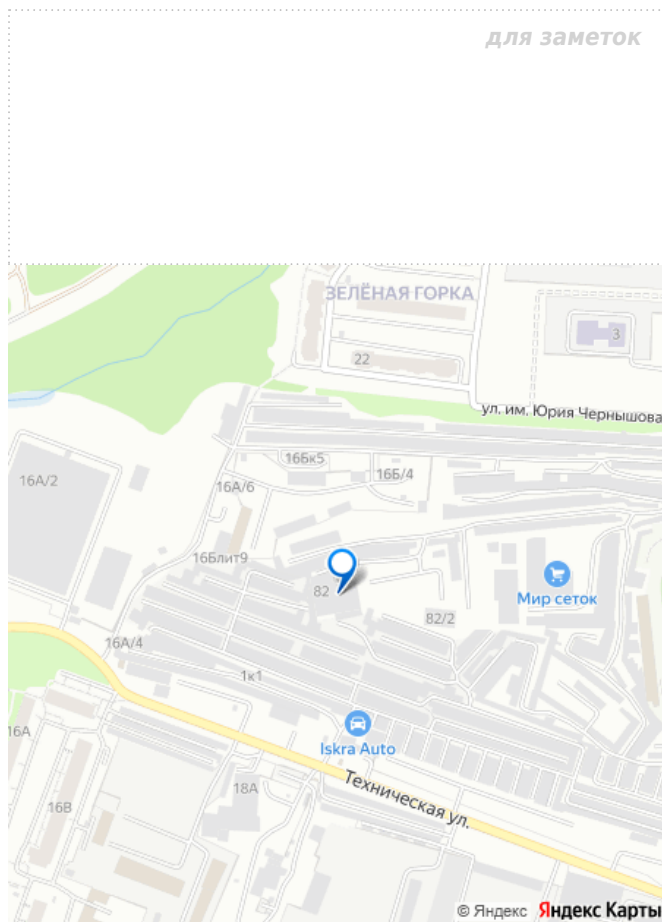 для заметок
ЗЕЛЁНАЯ ГОРКА
3
22
ул. им. Юрия Чернышова
16Бк5
16Б/4
16А/2
16А/6
16Блит9
82
Мир сеток
82/2
16А/4
1к1
16А
Iskra Auto
Техническая ул.
18А
16В
© Яндекс Яндекс Карты